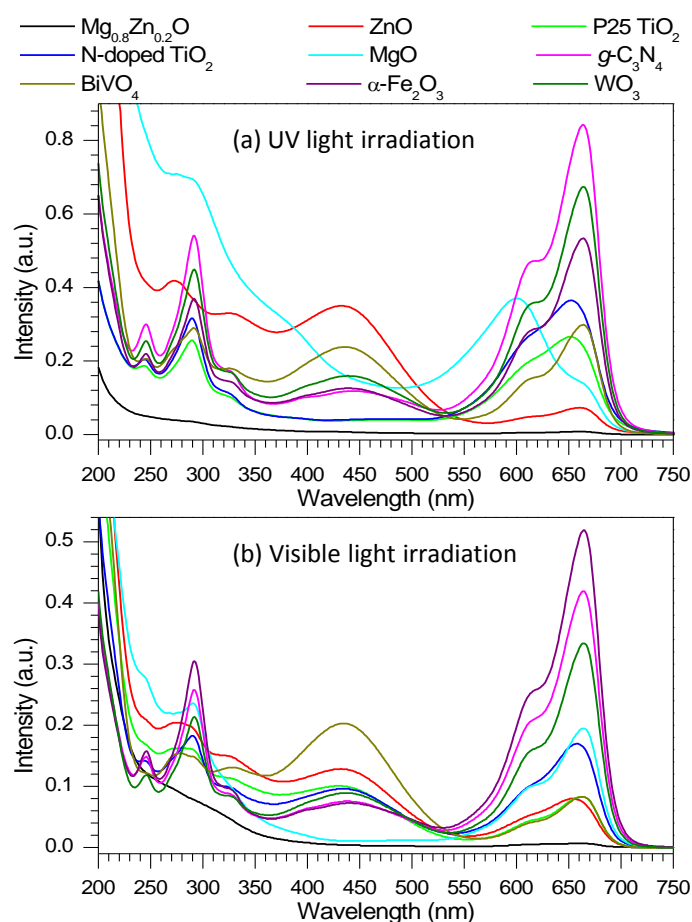 Mg₀.₈Zn₀.₂O ZnO P25 TiO₂
N-doped TiO₂ MgO g-C₃N₄
BiVO₄ α-Fe₂O₃ WO₃
(a) UV light irradiation
0.8
0.6
0.4
0.2
0.0
Intensity (a.u.)
200 250 300 350 400 450 500 550 600 650 700 750
Wavelength (nm)
(b) Visible light irradiation
0.5
0.4
0.3
0.2
0.1
0.0
Intensity (a.u.)
200 250 300 350 400 450 500 550 600 650 700 750
Wavelength (nm)